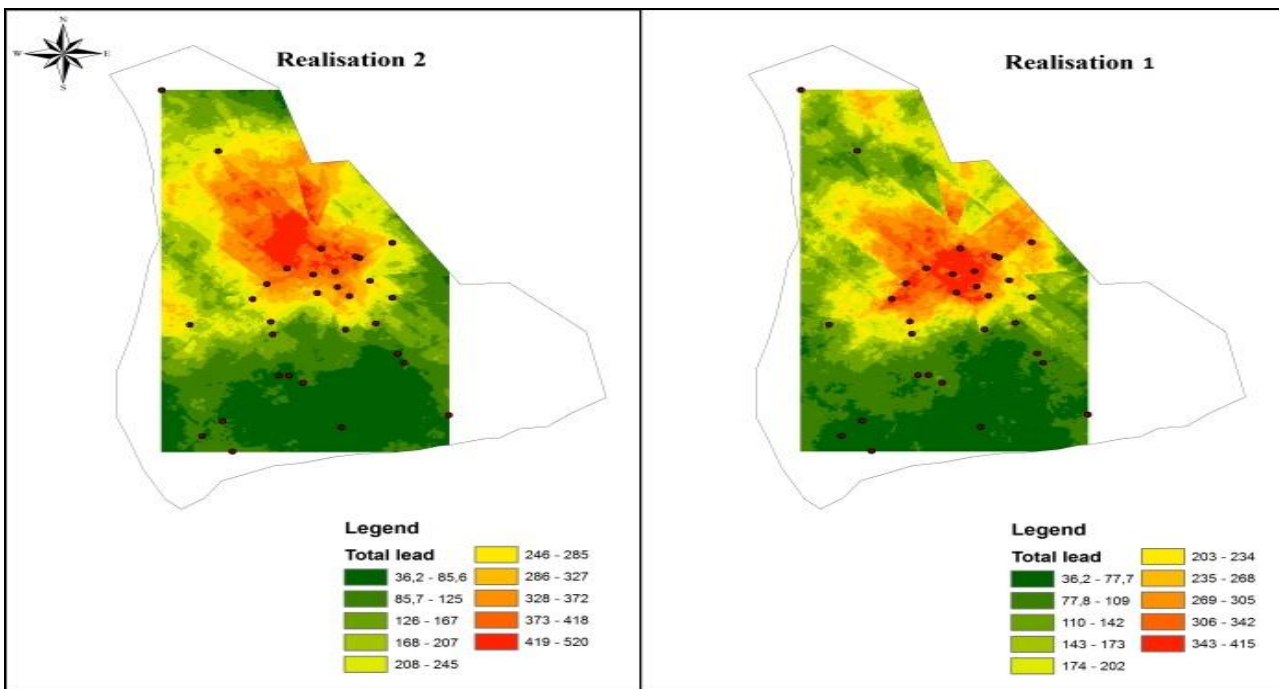 N
W E
S
Realisation 2
Legend
Total lead
36,2 - 85,6
85,7 - 125
126 - 167
168 - 207
208 - 245
246 - 285
286 - 327
328 - 372
373 - 418
419 - 520
Realisation 1
Legend
Total lead
36,2 - 77,7
77,8 - 109
110 - 142
143 - 173
174 - 202
203 - 234
235 - 268
269 - 305
306 - 342
343 - 415